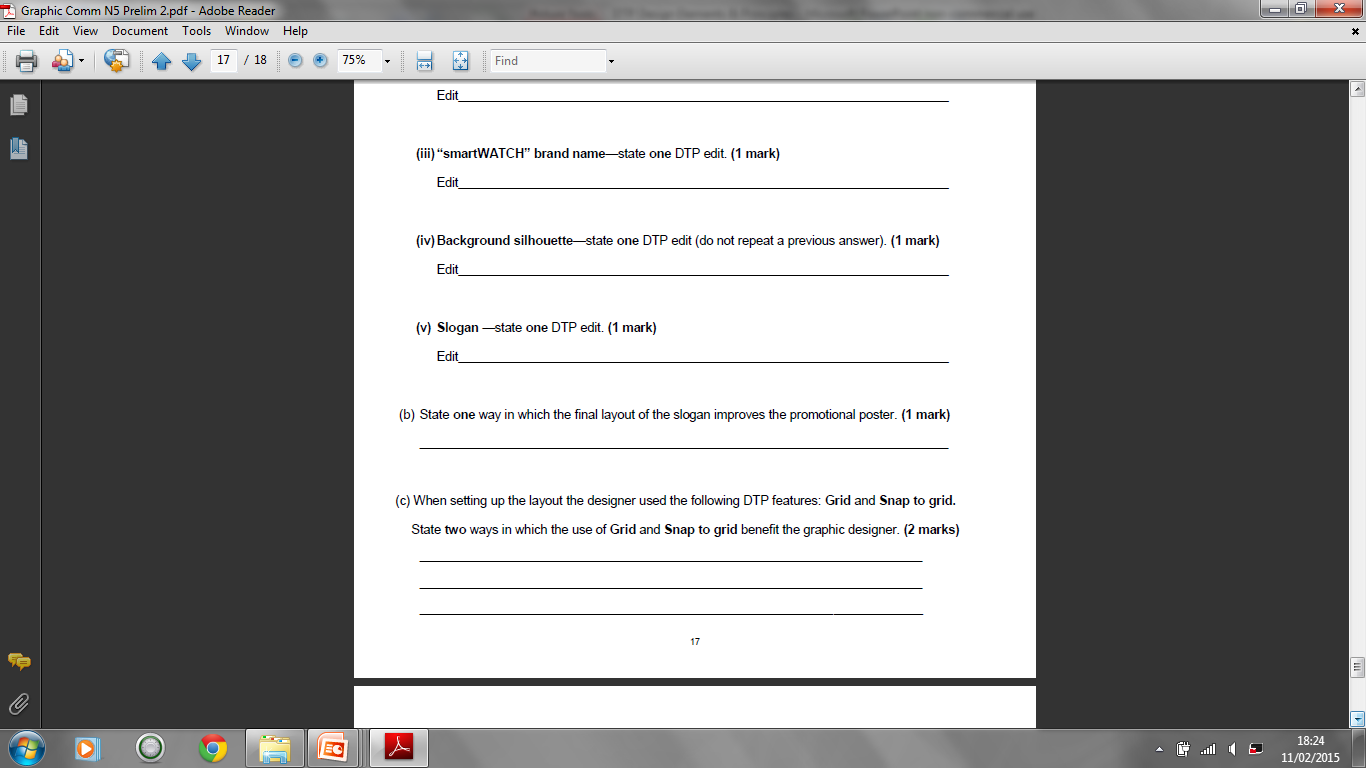 Graphic Comm N5 Prelim 2.pdf - Adobe Reader
File Edit View Document Tools Window Help
17 / 18 75% Find
Edit
(iii) “smartWATCH” brand name—state one DTP edit. (1 mark)
Edit
(iv) Background silhouette—state one DTP edit (do not repeat a previous answer). (1 mark)
Edit
(v) Slogan —state one DTP edit. (1 mark)
Edit
(b) State one way in which the final layout of the slogan improves the promotional poster. (1 mark)
(c) When setting up the layout the designer used the following DTP features: Grid and Snap to grid.
State two ways in which the use of Grid and Snap to grid benefit the graphic designer. (2 marks)
17
18:24
11/02/2015